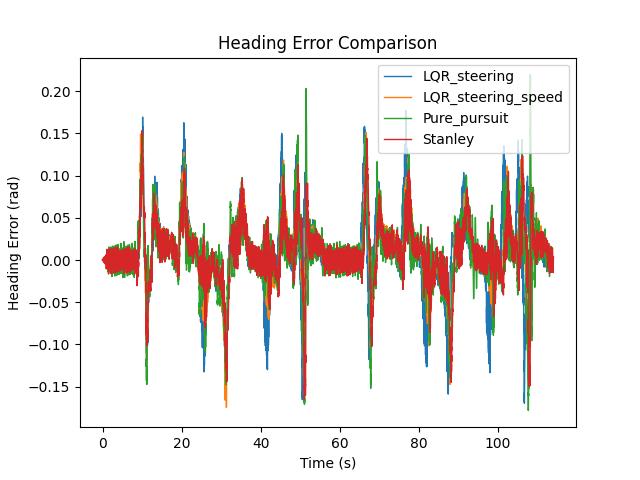 Heading Error Comparison
LQR_steering
LQR_steering_speed
Pure_pursuit
Stanley
Heading Error (rad)
0.20
0.15
0.10
0.05
0.00
−0.05
−0.10
−0.15
0 20 40 60 80 100
Time (s)